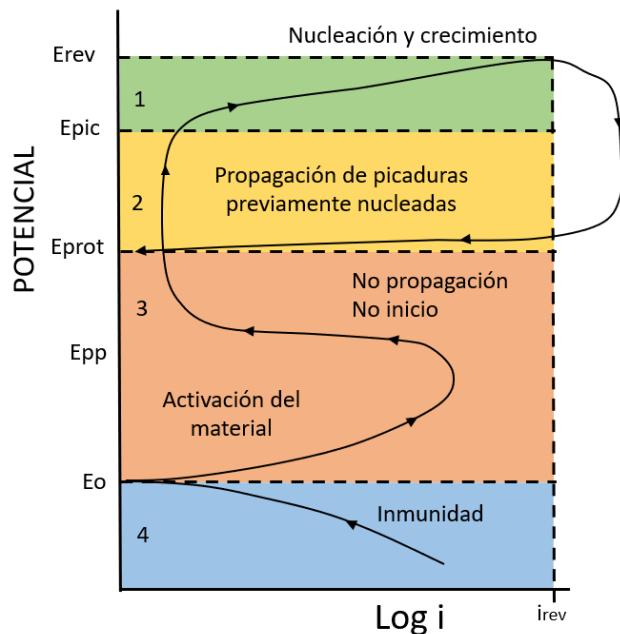 Nucleación y crecimiento
Erev
1
Epic
Propagación de picaduras
2
previamente nucleadas
Eprot
POTENCIAL
No propagación
3
No inicio
Epp
Activación del
material
Eo
Inmunidad
4
Log i
irev